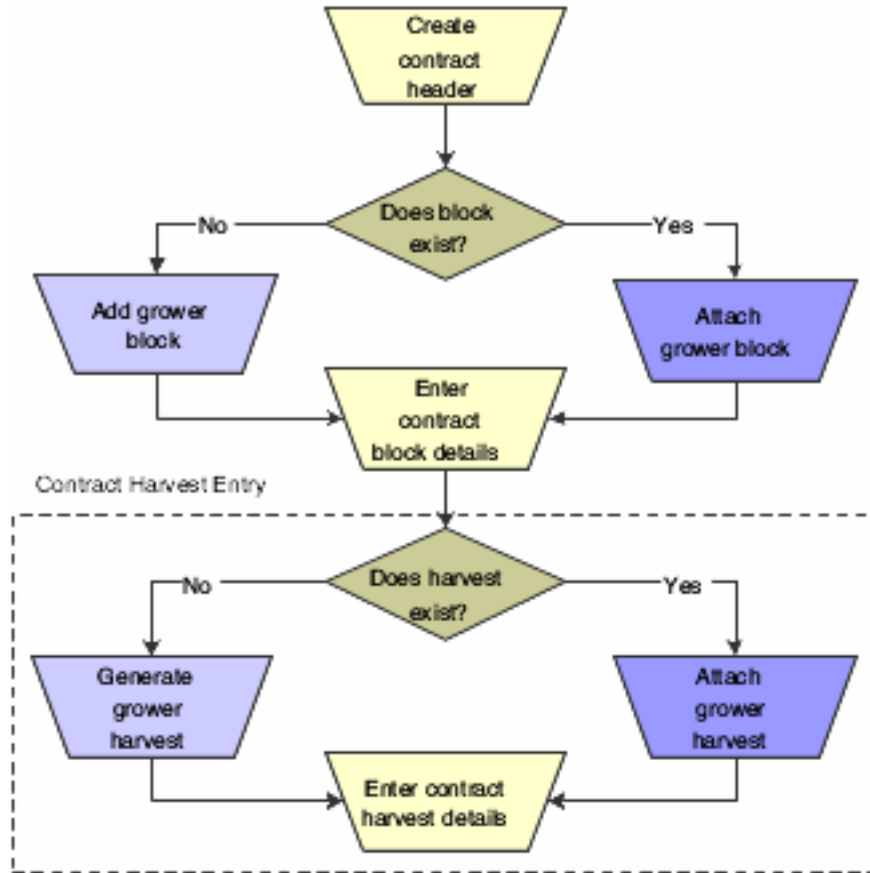 Create
contract
header
Does block
exist?
No
Yes
Add grower
block
Attach
grower block
Enter
contract
block details
Contract Harvest Entry
Does harvest
exist?
No
Yes
Generate
grower
harvest
Attach
grower
harvest
Enter contract
harvest details